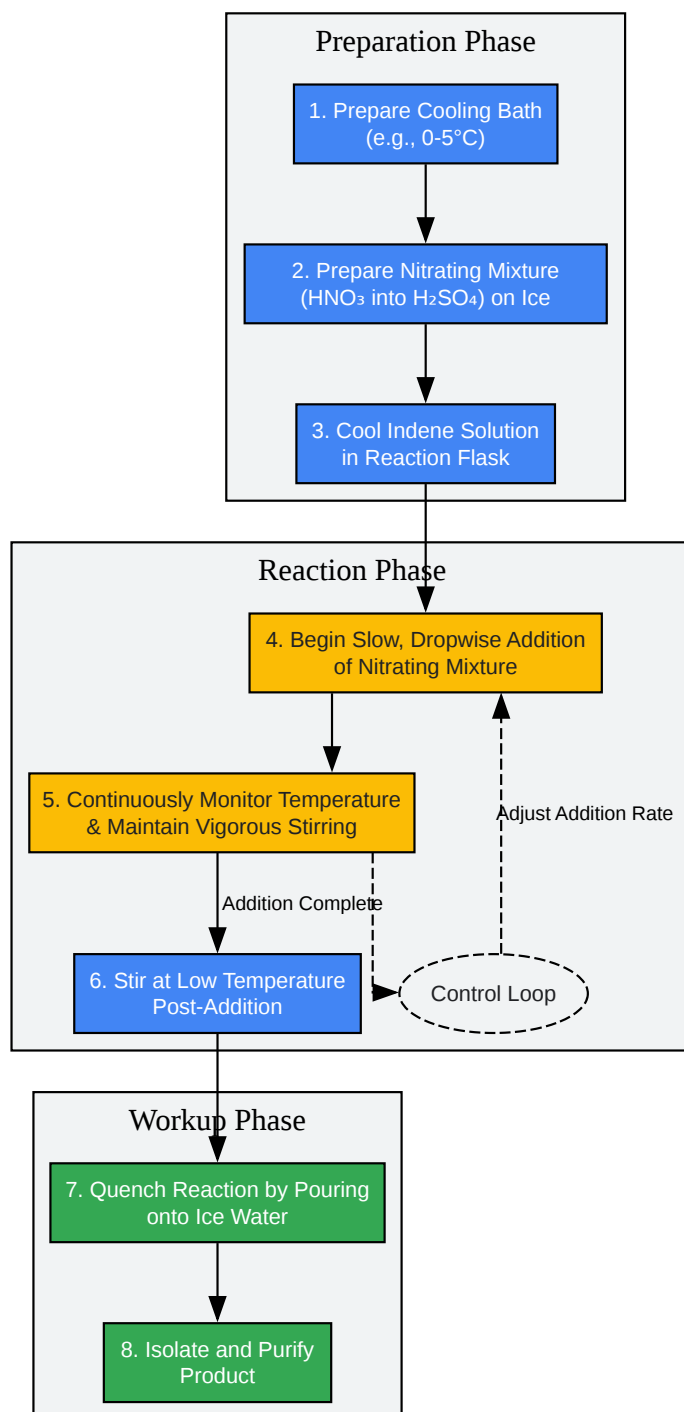 Preparation Phase
1. Prepare Cooling Bath
(e.g., 0-5°C)
2. Prepare Nitrating Mixture
(HNO₃ into H₂SO₄) on Ice
3. Cool Indene Solution
in Reaction Flask
Reaction Phase
4. Begin Slow, Dropwise Addition
of Nitrating Mixture
5. Continuously Monitor Temperature
& Maintain Vigorous Stirring
Adjust Addition Rate
Addition Complete
6. Stir at Low Temperature
Post-Addition
Control Loop
Workup Phase
7. Quench Reaction by Pouring
onto Ice Water
8. Isolate and Purify
Product